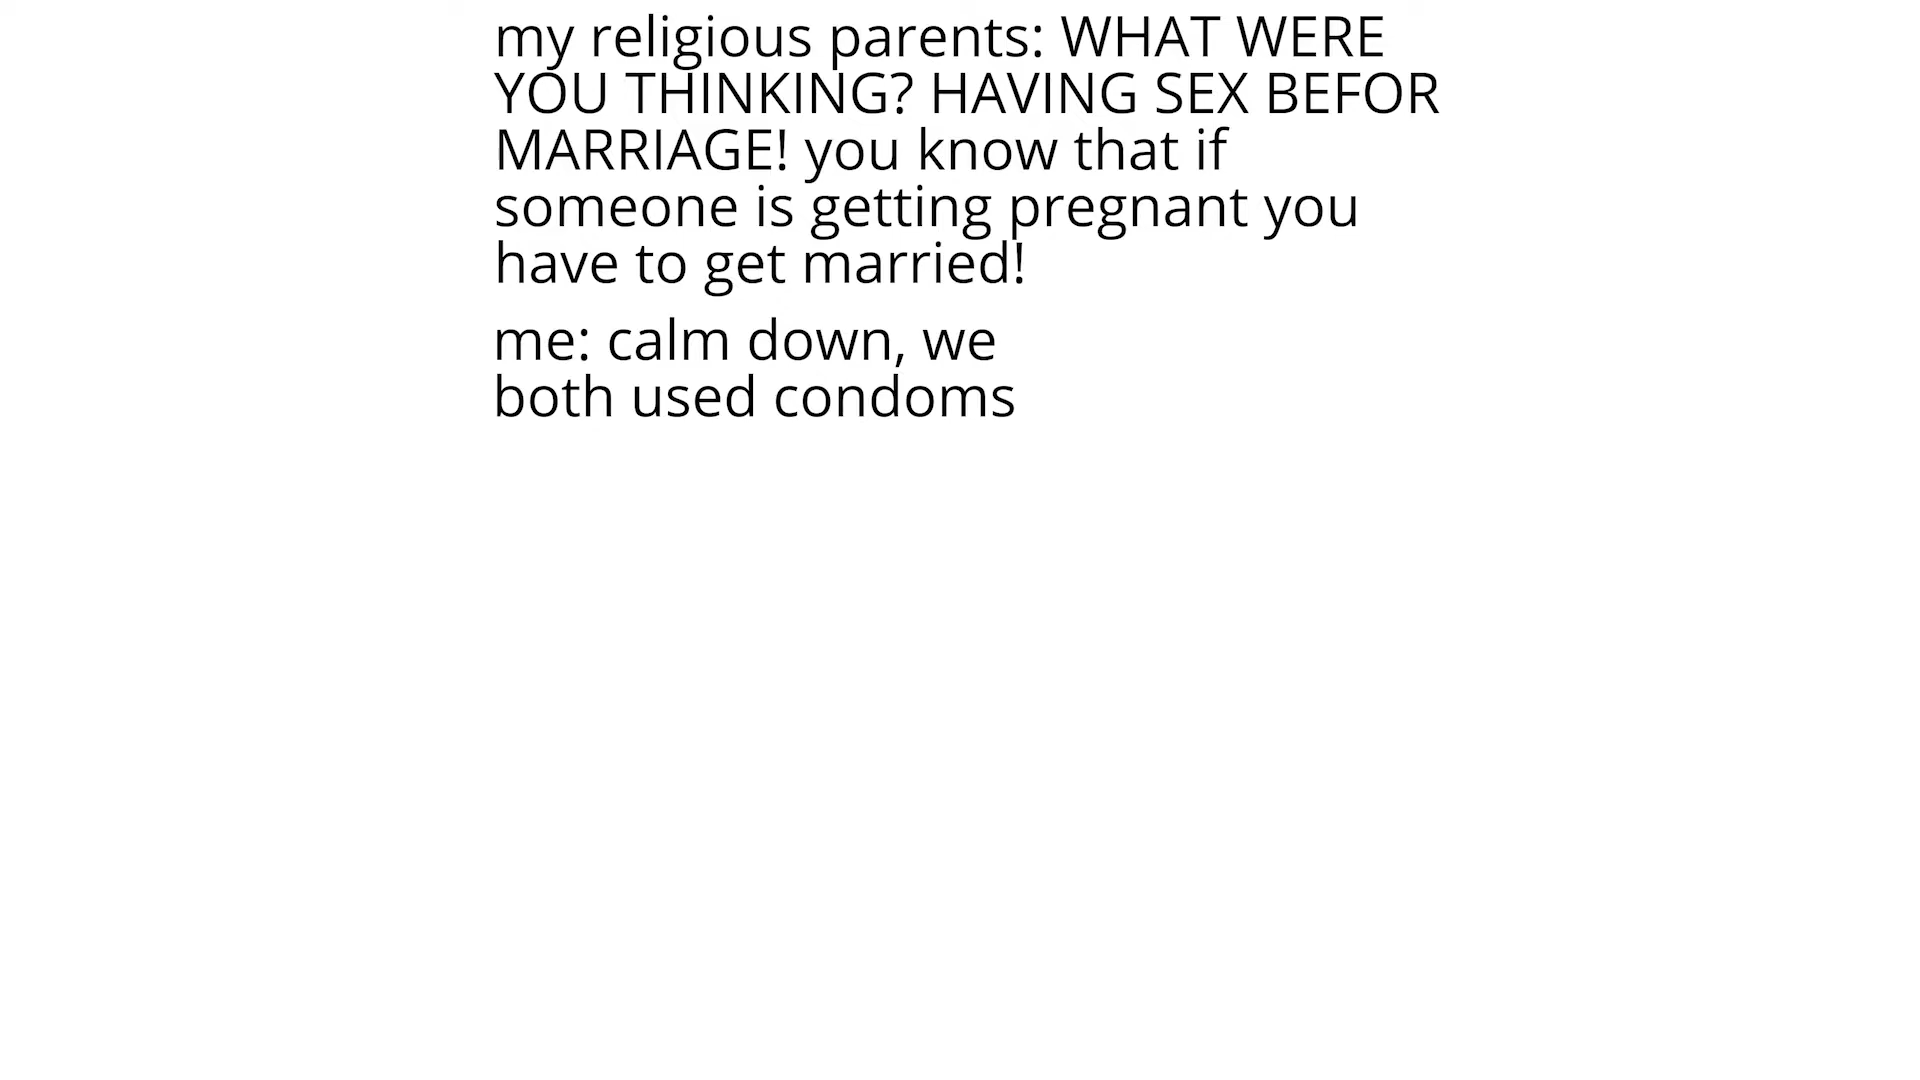 my religious parents: WHAT WERE
YOU THINKING? HAVING SEX BEFOR
MARRIAGE! you know that if
someone is getting pregnant you
have to get married!
me: calm down, we
both used condoms